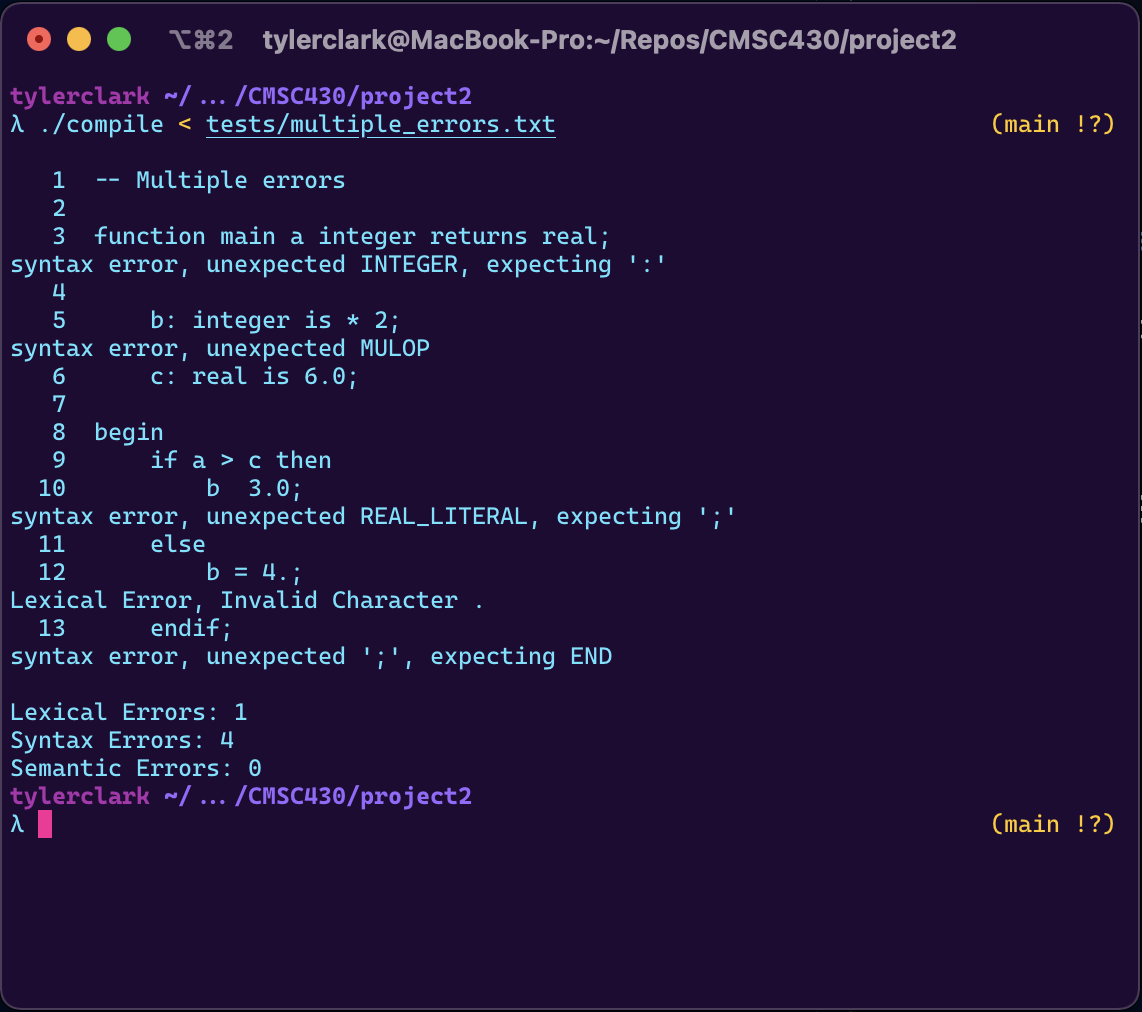 ⌥⌘2 tylerclark@MacBook-Pro:~/Repos/CMSC430/project2
tylerclark ~/ … /CMSC430/project2
λ ./compile < tests/multiple_errors.txt (main !?)
1 -- Multiple errors
2
3 function main a integer returns real;
syntax error, unexpected INTEGER, expecting ':'
4
5 b: integer is * 2;
syntax error, unexpected MULOP
6 c: real is 6.0;
7
8 begin
9 if a > c then
10 b  3.0;
syntax error, unexpected REAL_LITERAL, expecting ';'
11 else
12 b = 4.;
Lexical Error, Invalid Character .
13 endif;
syntax error, unexpected ';', expecting END
Lexical Errors: 1
Syntax Errors: 4
Semantic Errors: 0
tylerclark ~/ … /CMSC430/project2
λ (main !?)